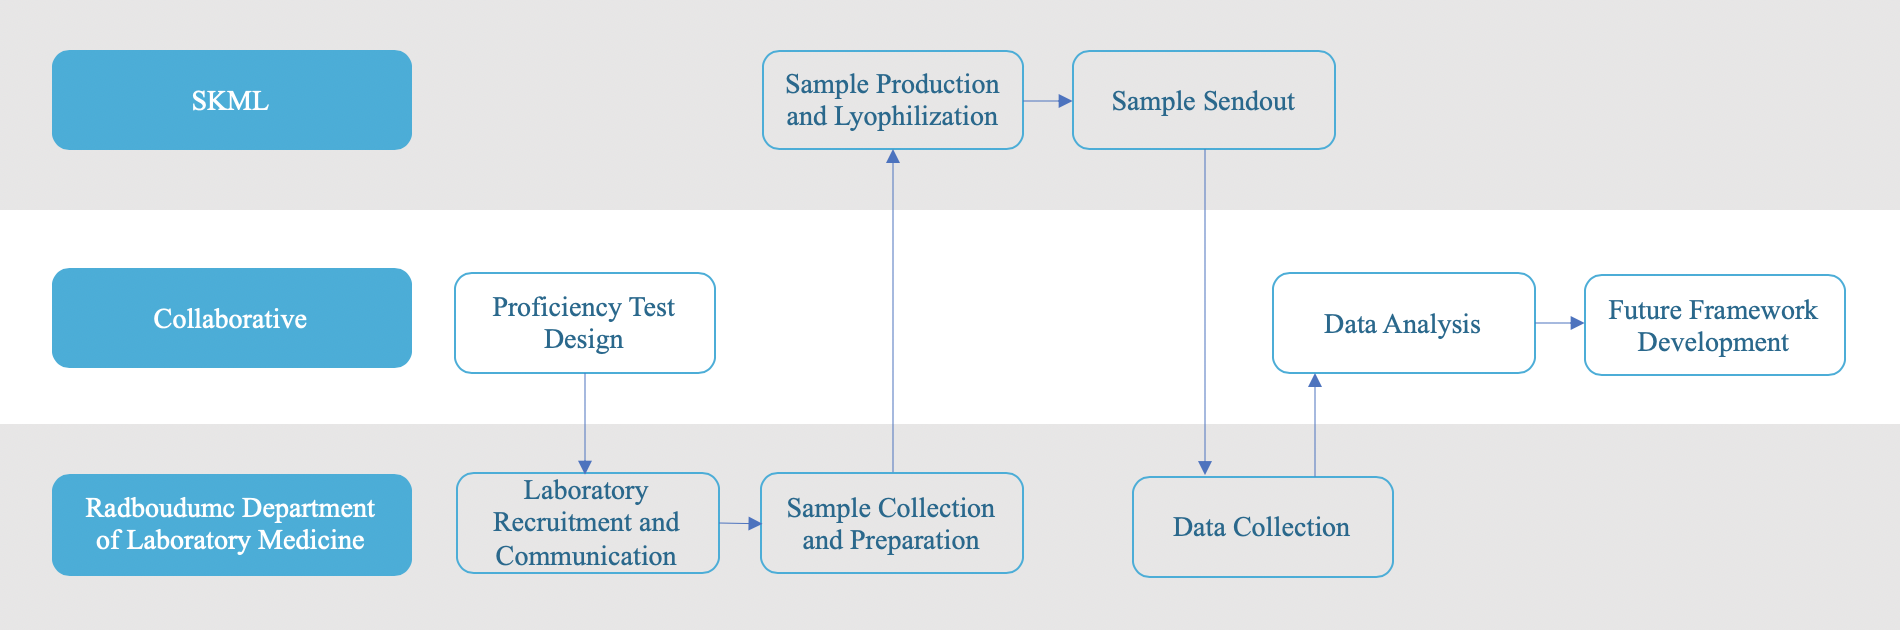 SKML
Sample Production
and Lyophilization
Sample Sendout
Collaborative
Proficiency Test
Design
Data Analysis
Future Framework
Development
Radboudumc Department
of Laboratory Medicine
Laboratory
Recruitment and
Communication
Sample Collection
and Preparation
Data Collection